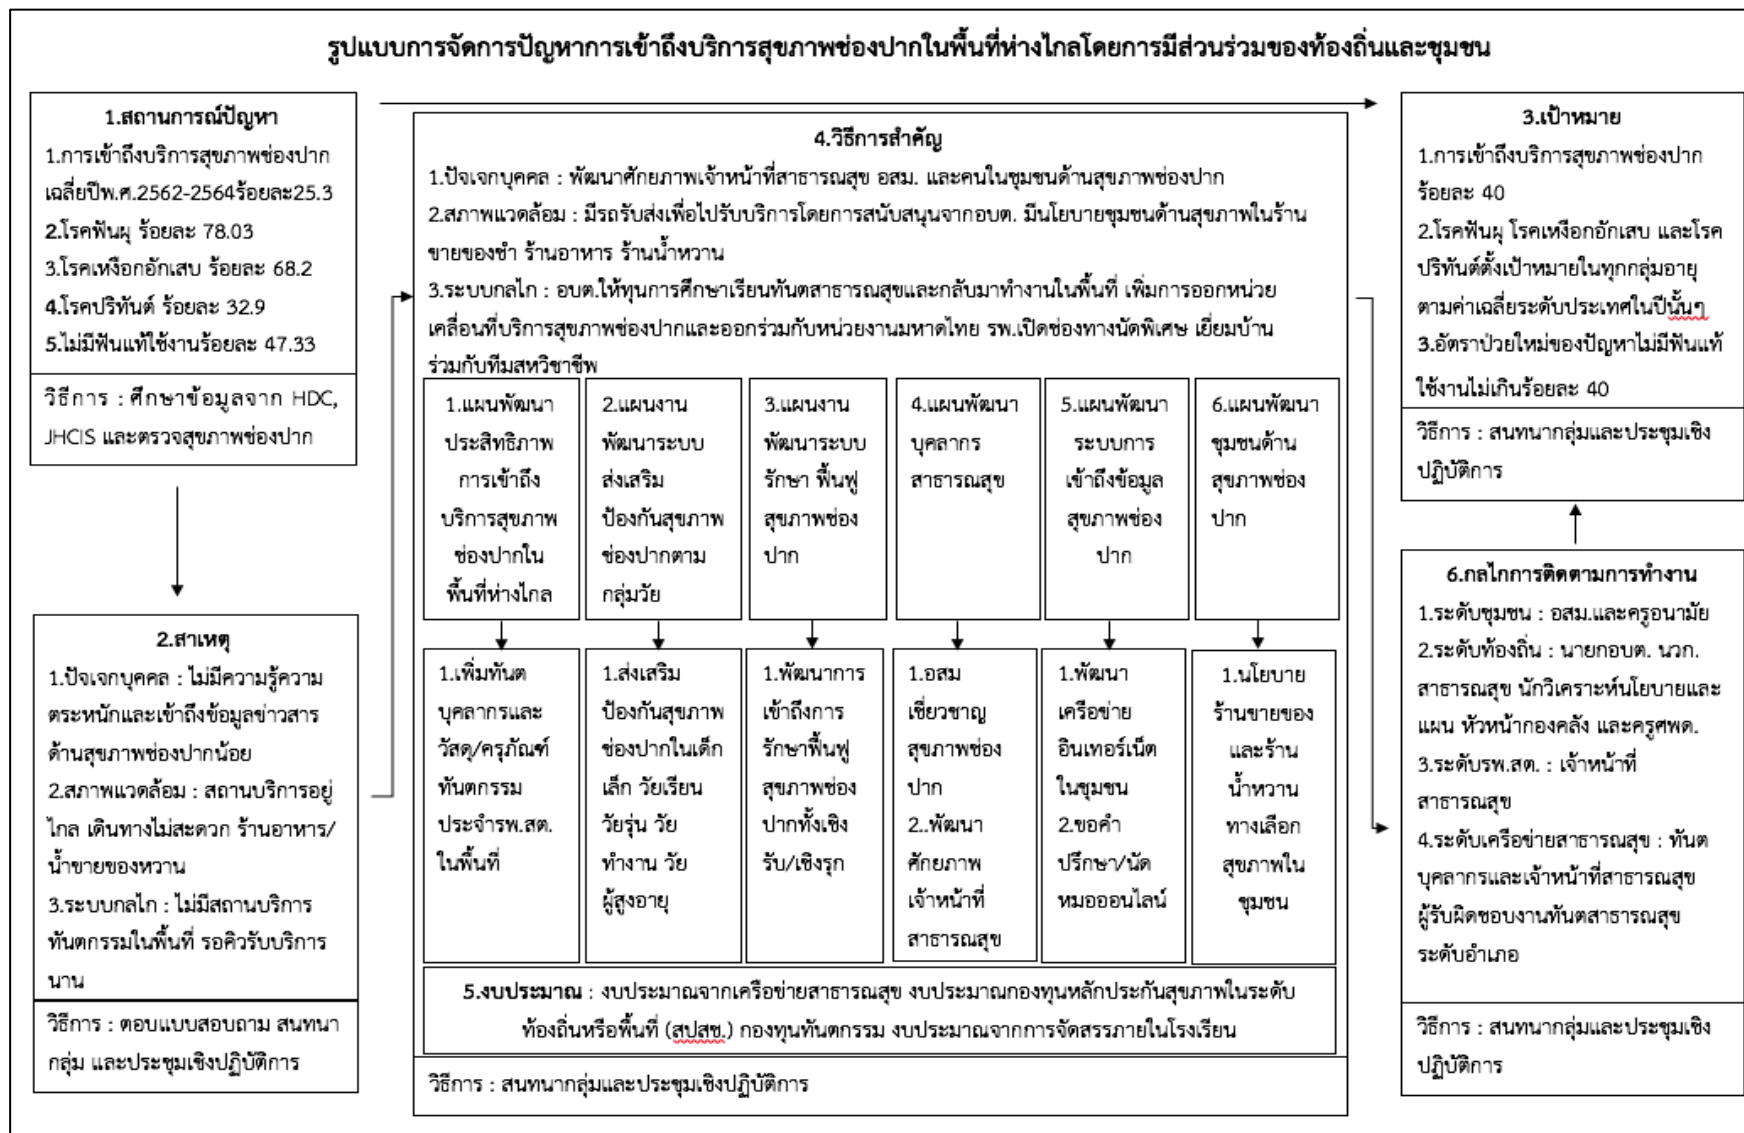 รูปแบบการจัดการปัญหาการเข้าถึงบริการสุขภาพช่องปากในพื้นที่ห่างไกลโดยการมีส่วนร่วมของท้องถิ่นและชุมชน
1.สถานการณ์ปัญหา
1.การเข้าถึงบริการสุขภาพช่องปาก
เฉลี่ยปีพ.ศ.2562-2564ร้อยละ25.3
2.โรคฟันผุ ร้อยละ 78.03
3.โรคเหงือกอักเสบ ร้อยละ 68.2
4.โรคปริทันต์ ร้อยละ 32.9
5.ไม่มีฟันแท้ใช้งานร้อยละ 47.33
วิธีการ : ศึกษาข้อมูลจาก HDC,
JHCIS และตรวจสุขภาพช่องปาก
2.สาเหตุ
1.ปัจเจกบุคคล : ไม่มีความรู้ความ
ตระหนักและเข้าถึงข้อมูลข่าวสาร
ด้านสุขภาพช่องปากน้อย
2.สภาพแวดล้อม : สถานบริการอยู่
ไกล เดินทางไม่สะดวก ร้านอาหาร/
น้ำขายของหวาน
3.ระบบกลไก : ไม่มีสถานบริการ
ทันตกรรมในพื้นที่ รอคิวรับบริการ
นาน
วิธีการ : ตอบแบบสอบถาม สนทนา
กลุ่ม และประชุมเชิงปฏิบัติการ
4.วิธีการสำคัญ
1.ปัจเจกบุคคล : พัฒนาศักยภาพเจ้าหน้าที่สาธารณสุข อสม. และคนในชุมชนด้านสุขภาพช่องปาก
2.สภาพแวดล้อม : มีรถรับส่งเพื่อไปรับบริการโดยการสนับสนุนจากอบต. มีนโยบายชุมชนด้านสุขภาพในร้าน
ขายของชำ ร้านอาหาร ร้านน้ำหวาน
3.ระบบกลไก : อบต.ให้ทุนการศึกษาเรียนทันตสาธารณสุขและกลับมาทำงานในพื้นที่ เพิ่มการออกหน่วย
เคลื่อนที่บริการสุขภาพช่องปากและออกร่วมกับหน่วยงานมหาดไทย รพ.เปิดช่องทางนัดพิเศษ เยี่ยมบ้าน
ร่วมกับทีมสหวิชาชีพ
1.แผนพัฒนา
ประสิทธิภาพ
การเข้าถึง
บริการสุขภาพ
ช่องปากใน
พื้นที่ห่างไกล
2.แผนงาน
พัฒนาระบบ
ส่งเสริม
ป้องกันสุขภาพ
ช่องปากตาม
กลุ่มวัย
3.แผนงาน
พัฒนาระบบ
รักษา ฟื้นฟู
สุขภาพช่อง
ปาก
4.แผนพัฒนา
บุคลากร
สาธารณสุข
5.แผนพัฒนา
ระบบการ
เข้าถึงข้อมูล
สุขภาพช่อง
ปาก
6.แผนพัฒนา
ชุมชนด้าน
สุขภาพช่อง
ปาก
1.เพิ่มทันต
บุคลากรและ
วัสดุ/ครุภัณฑ์
ทันตกรรม
ประจำรพ.สต.
ในพื้นที่
1.ส่งเสริม
ป้องกันสุขภาพ
ช่องปากในเด็ก
เล็ก วัยเรียน
วัยรุ่น วัย
ทำงาน วัย
ผู้สูงอายุ
1.พัฒนาการ
เข้าถึงการ
รักษาฟื้นฟู
สุขภาพช่อง
ปากทั้งเชิง
รับ/เชิงรุก
1.อสม
เชี่ยวชาญ
สุขภาพช่อง
ปาก
2..พัฒนา
ศักยภาพ
เจ้าหน้าที่
สาธารณสุข
1.พัฒนา
เครือข่าย
อินเทอร์เน็ต
ในชุมชน
2.ขอคำ
ปรึกษา/นัด
หมอออนไลน์
1.นโยบาย
ร้านขายของ
และร้าน
น้ำหวาน
ทางเลือก
สุขภาพใน
ชุมชน
5.งบประมาณ : งบประมาณจากเครือข่ายสาธารณสุข งบประมาณกองทุนหลักประกันสุขภาพในระดับ
ท้องถิ่นหรือพื้นที่ (สปสช.) กองทุนทันตกรรม งบประมาณจากการจัดสรรภายในโรงเรียน
วิธีการ : สนทนากลุ่มและประชุมเชิงปฏิบัติการ
3.เป้าหมาย
1.การเข้าถึงบริการสุขภาพช่องปาก
ร้อยละ 40
2.โรคฟันผุ โรคเหงือกอักเสบ และโรค
ปริทันต์ตั้งเป้าหมายในทุกกลุ่มอายุ
ตามค่าเฉลี่ยระดับประเทศในปีนั้นๆ
3.อัตราป่วยใหม่ของปัญหาไม่มีฟันแท้
ใช้งานไม่เกินร้อยละ 40
วิธีการ : สนทนากลุ่มและประชุมเชิง
ปฏิบัติการ
6.กลไกการติดตามการทำงาน
1.ระดับชุมชน : อสม.และครูอนามัย
2.ระดับท้องถิ่น : นายกอบต. นวก.
สาธารณสุข นักวิเคราะห์นโยบายและ
แผน หัวหน้ากองคลัง และครูศพด.
3.ระดับรพ.สต. : เจ้าหน้าที่
สาธารณสุข
4.ระดับเครือข่ายสาธารณสุข : ทันต
บุคลากรและเจ้าหน้าที่สาธารณสุข
ผู้รับผิดชอบงานทันตสาธารณสุข
ระดับอำเภอ
วิธีการ : สนทนากลุ่มและประชุมเชิง
ปฏิบัติการ